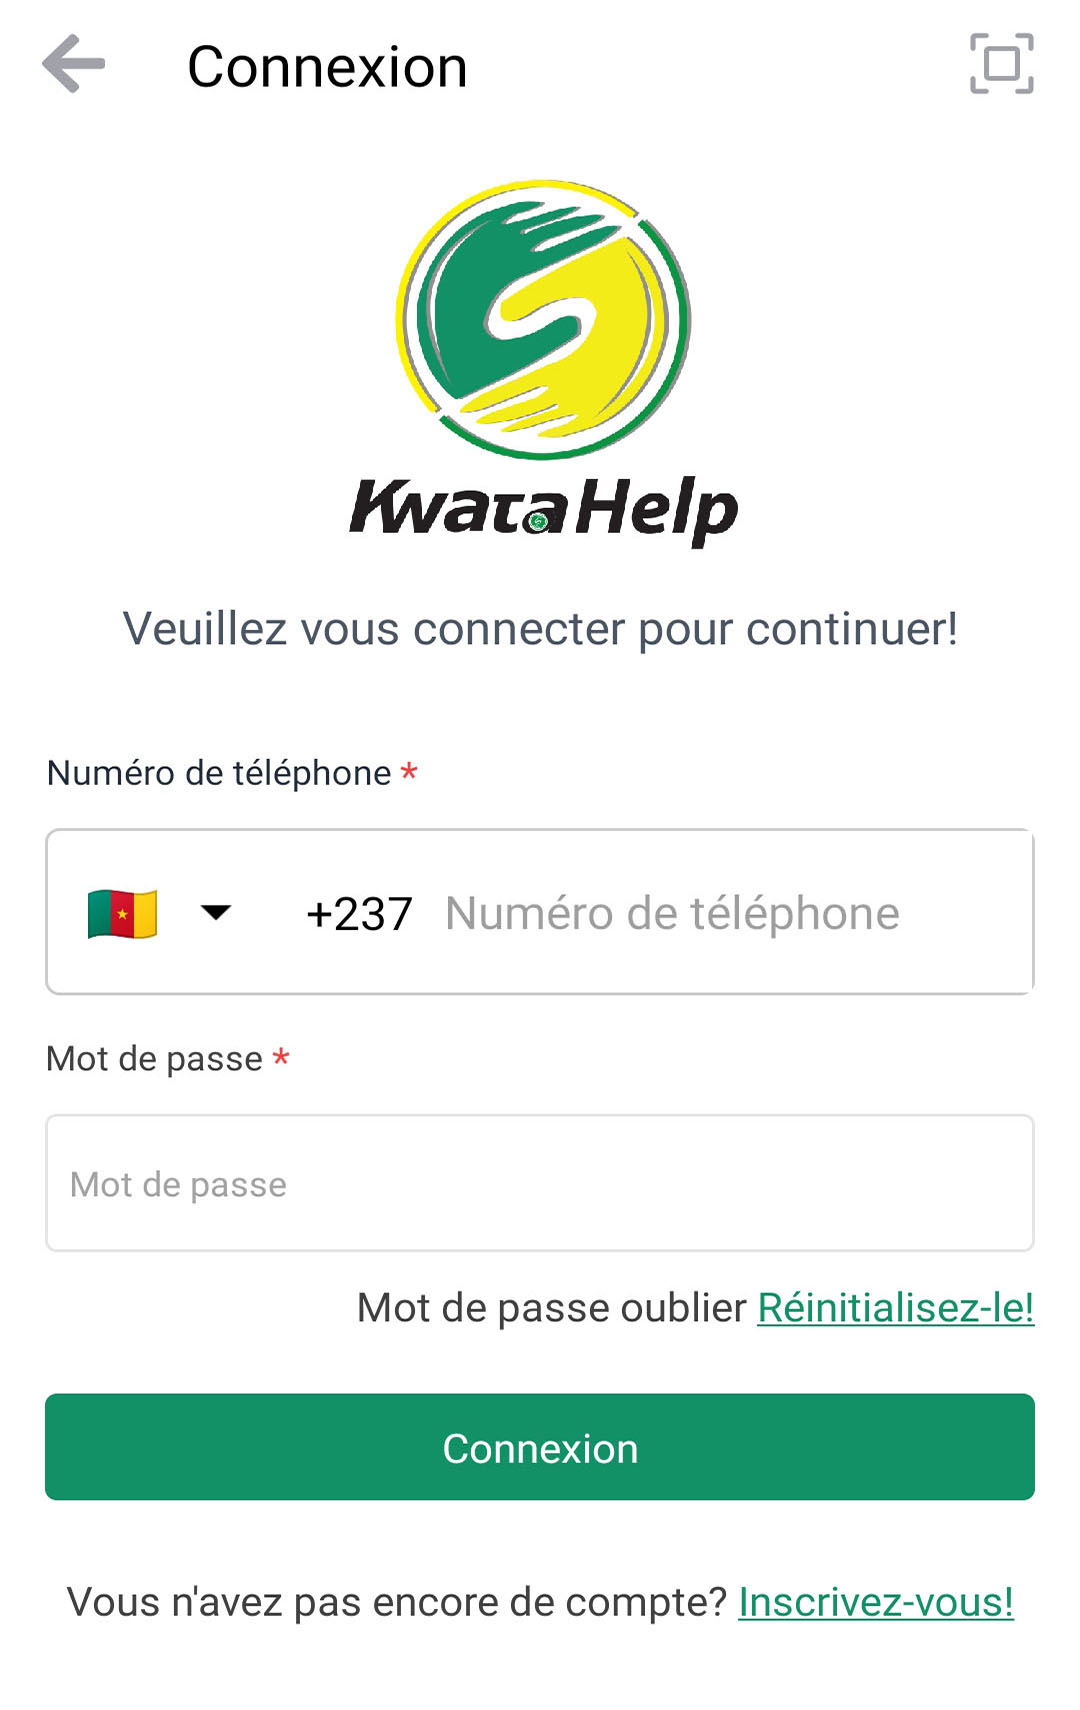 Connexion
KwataHelp
Veuillez vous connecter pour continuer!
Numéro de téléphone *
+237 Numéro de téléphone
Mot de passe *
Mot de passe
Mot de passe oublier Réinitialisez-le!
Connexion
Vous n'avez pas encore de compte? Inscrivez-vous!